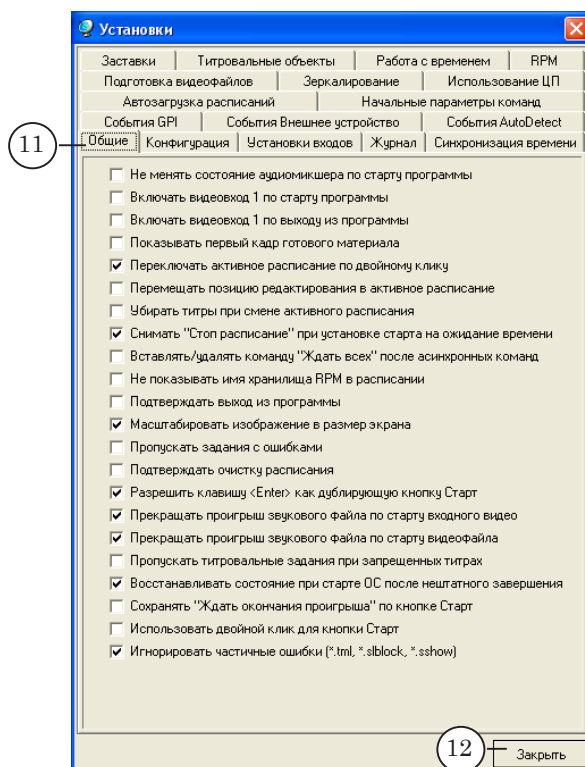 Установки
Заставки Титровальные объекты Работа с временем RPM
Подготовка видеофайлов Зеркалирование Использование ЦП
Автозагрузка расписаний Начальные параметры команд
События GPI События Внешнее устройство События AutoDetect
11 Общие Конфигурация Установки входов Журнал Синхронизация времени
Не менять состояние аудиомикшера по старту программы
Включать видеовход 1 по старту программы
Включать видеовход 1 по выходу из программы
Показывать первый кадр готового материала
Переключать активное расписание по двойному клику
Перемещать позицию редактирования в активное расписание
Убирать титры при смене активного расписания
Снимать "Стоп расписание" при установке старта на ожидание времени
Вставлять/удалять команду "Ждать всех" после асинхронных команд
Не показывать имя хранилища RPM в расписании
Подтверждать выход из программы
Масштабировать изображение в размер экрана
Пропускать задания с ошибками
Подтверждать очистку расписания
Разрешить клавишу <Enter> как дублирующую кнопку Старт
Прекращать проигрыш звукового файла по старту входного видео
Прекращать проигрыш звукового файла по старту видеофайла
Пропускать титровальные задания при запрещенных титрах
Восстанавливать состояние при старте ОС после нештатного завершения
Сохранять "Ждать окончания проигрыша" по кнопке Старт
Использовать двойной клик для кнопки Старт
Игнорировать частичные ошибки (*.tml, *.slblock, *.sshow)
12 Закрыть